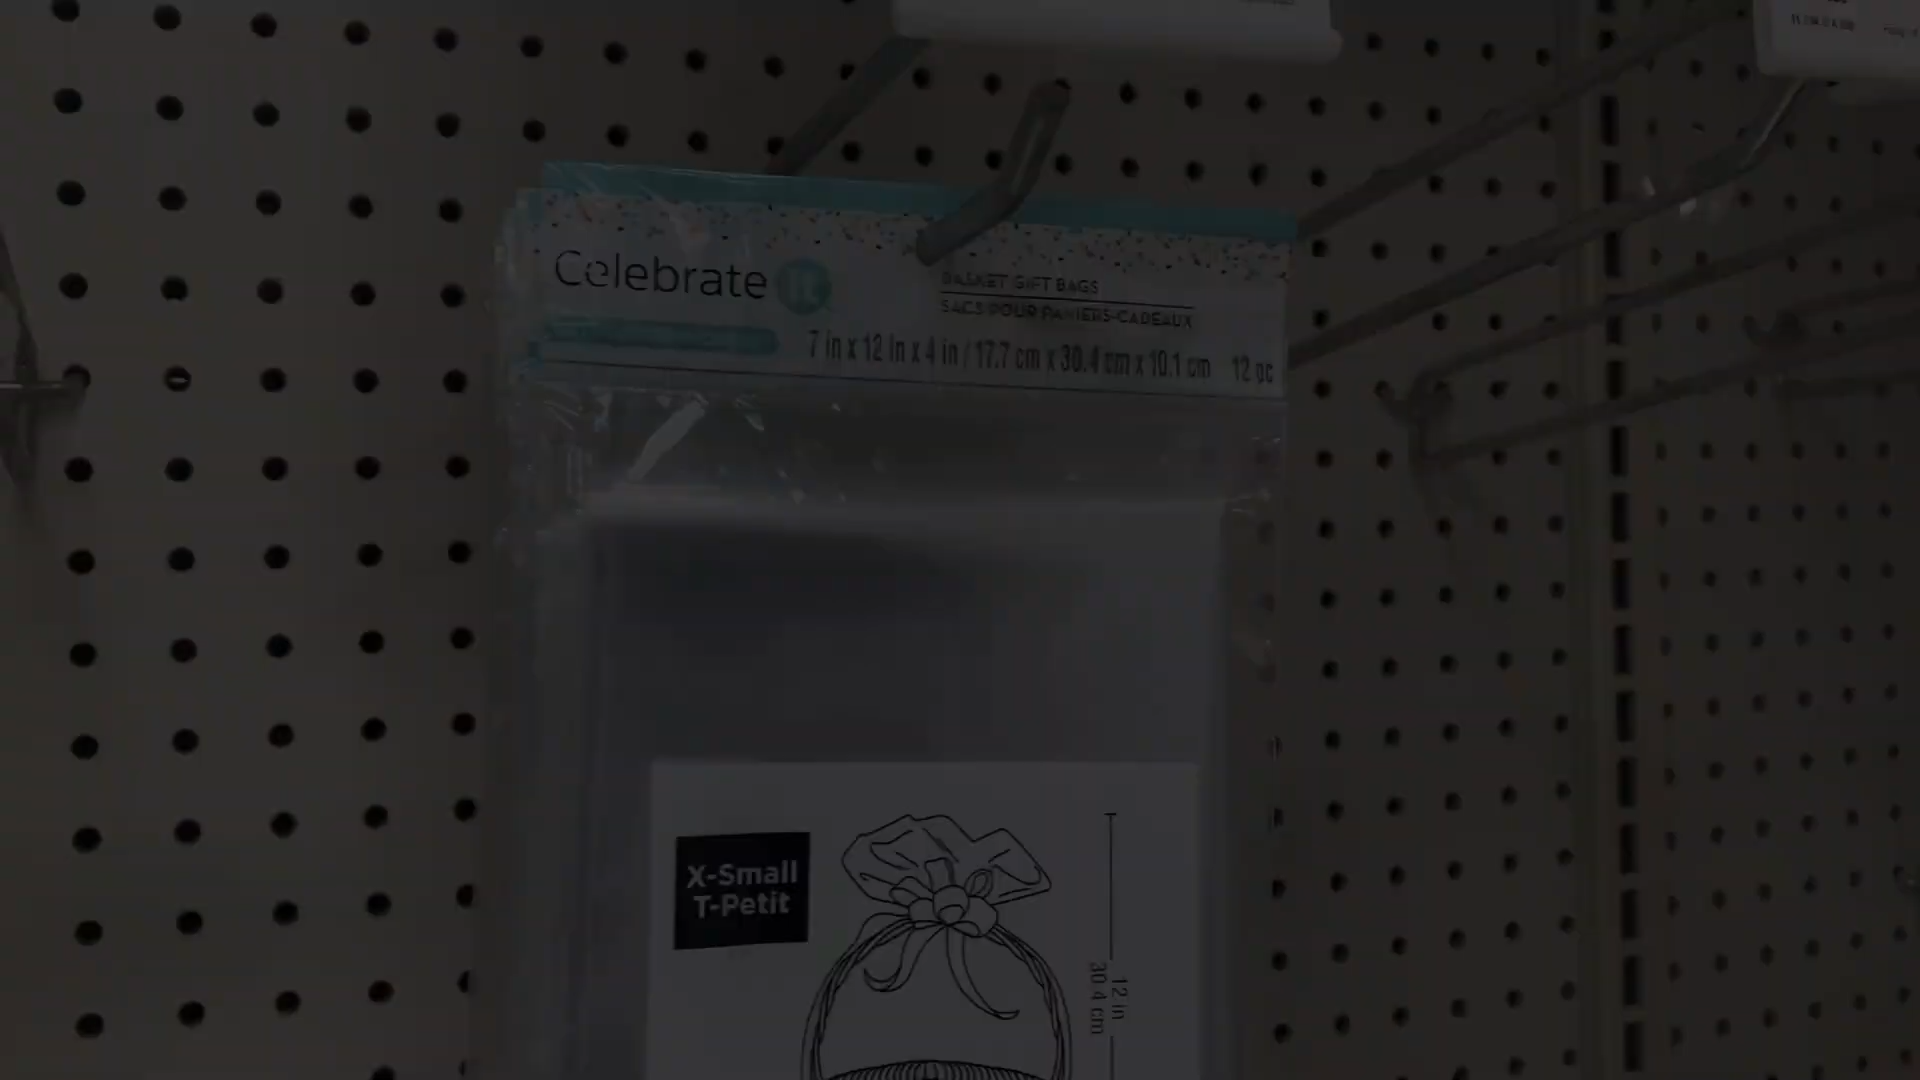 Celebrate it
BASKET GIFT BAGS
SACS POUR PANIERS-CADEAUX
7 in x 12 in x 4 in / 17.7 cm x 30.4 cm x 10.1 cm 12 pc
X-Small
T-Petit
12 in
30.4 cm